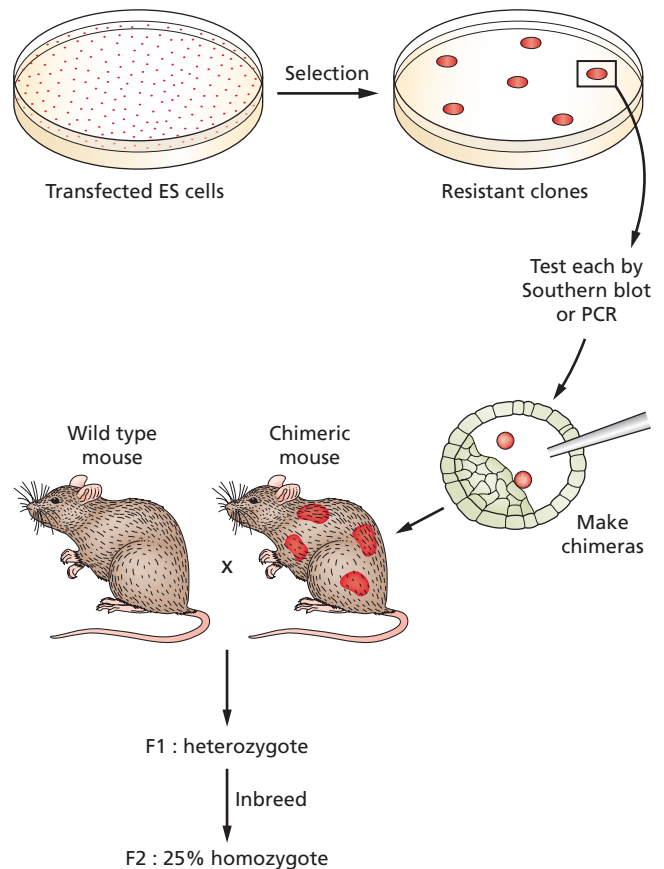 Selection
Transfected ES cells
Resistant clones
Test each by
Southern blot
or PCR
Wild type
mouse
Chimeric
mouse
x
Make
chimeras
F1 : heterozygote
Inbreed
F2 : 25% homozygote